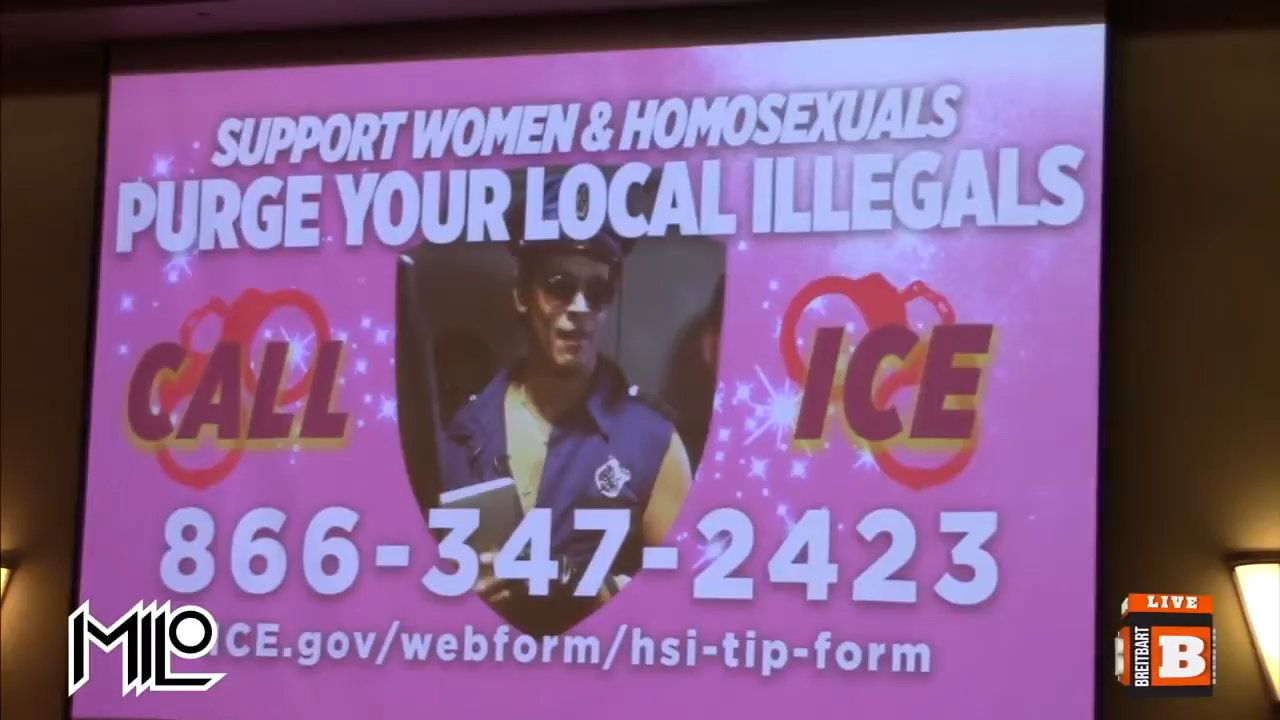 SUPPORT WOMEN & HOMOSEXUALS
PURGE YOUR LOCAL ILLEGALS
CALL ICE
866-347-2423
ICE.gov/webform/hsi-tip-form
MILO
LIVE
BREITBART
B